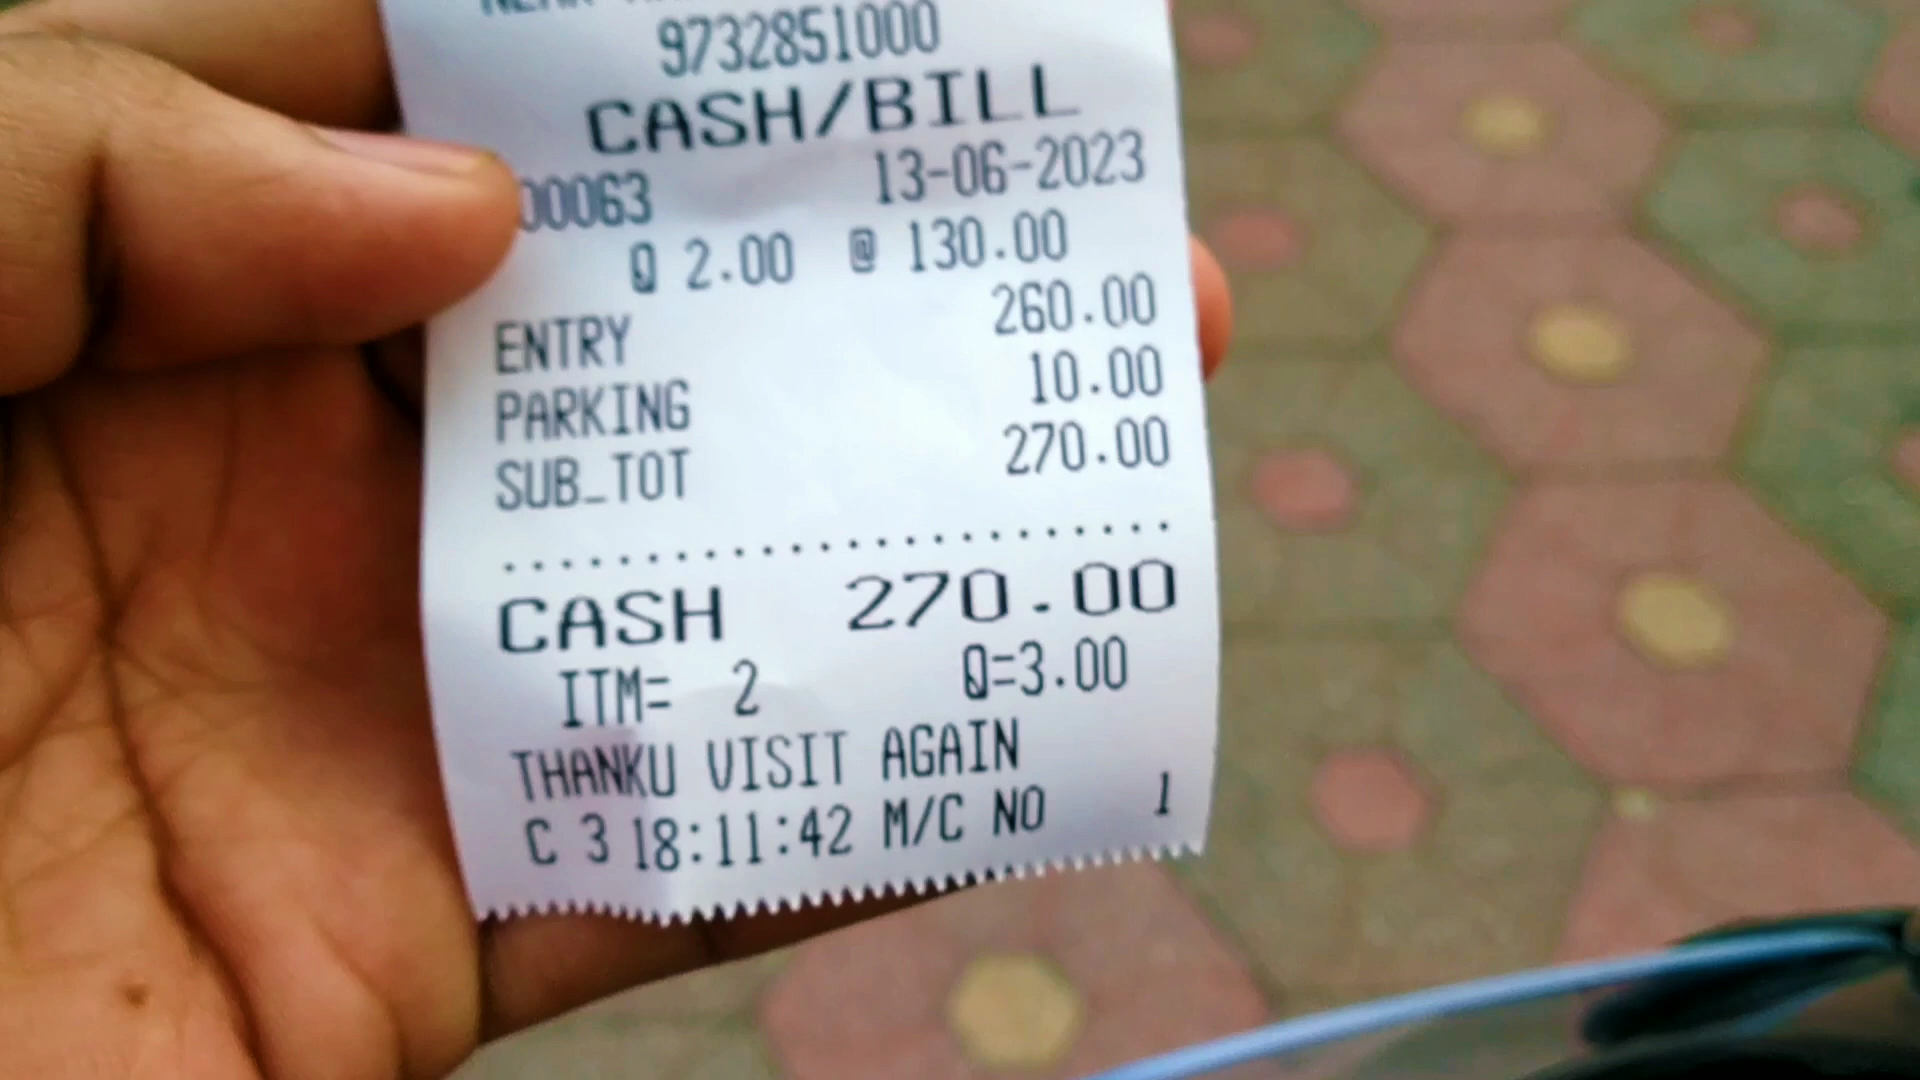 9732851000
CASH/BILL
00063 13-06-2023
Q 2.00 @ 130.00
ENTRY 260.00
PARKING 10.00
SUB_TOT 270.00
.......................
CASH 270.00
ITM= 2 Q=3.00
THANKU VISIT AGAIN
C 3 18:11:42 M/C NO 1